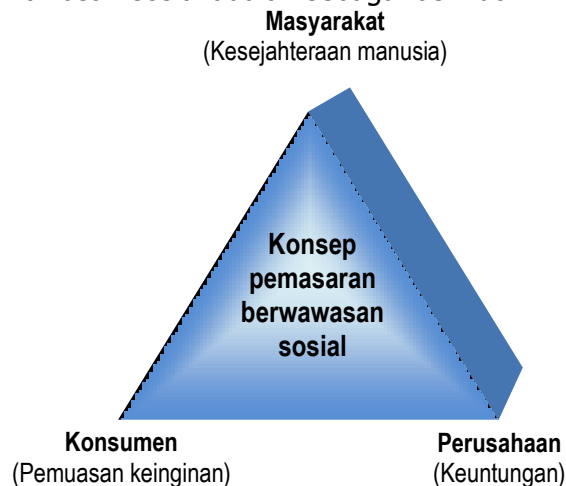 Masyarakat
(Kesejahteraan manusia)
Konsep
pemasaran
berwawasan
sosial
Konsumen
(Pemuasan keinginan)
Perusahaan
(Keuntungan)